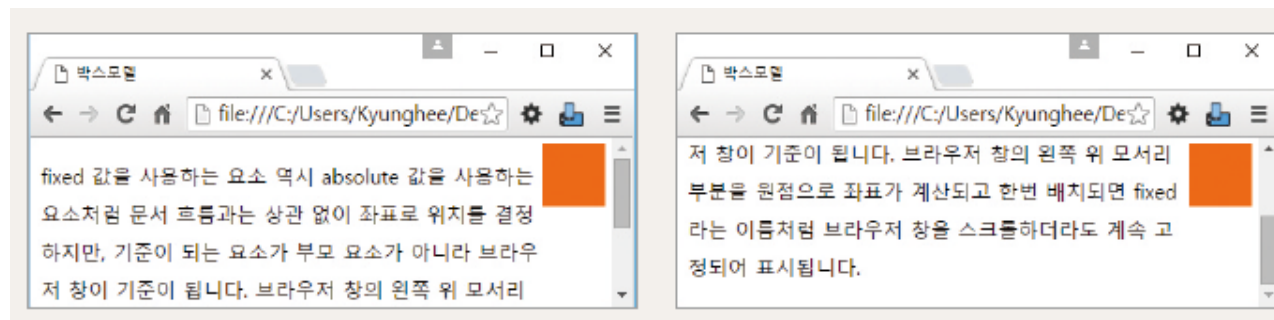 박스모델
file:///C:/Users/Kyunghee/De
fixed 값을 사용하는 요소 역시 absolute 값을 사용하는
요소처럼 문서 흐름과는 상관 없이 좌표로 위치를 결정
하지만, 기준이 되는 요소가 부모 요소가 아니라 브라우
저 창이 기준이 됩니다. 브라우저 창의 왼쪽 위 모서리
박스모델
file:///C:/Users/Kyunghee/De
저 창이 기준이 됩니다. 브라우저 창의 왼쪽 위 모서리
부분을 원점으로 좌표가 계산되고 한번 배치되면 fixed
라는 이름처럼 브라우저 창을 스크롤하더라도 계속 고
정되어 표시됩니다.